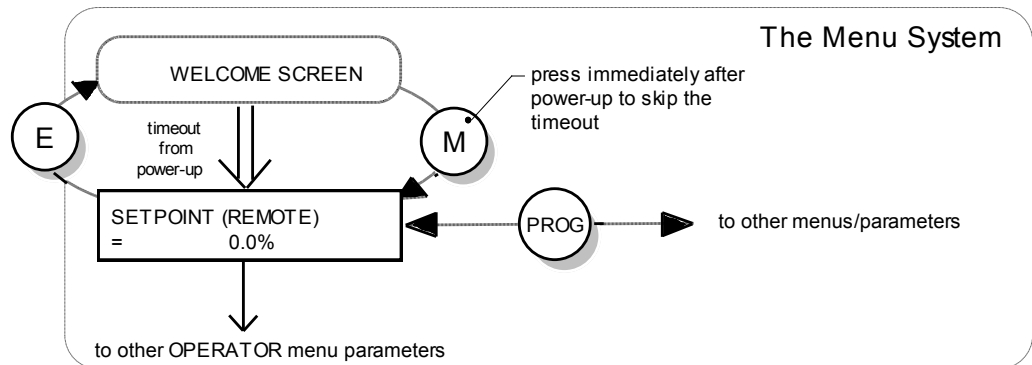 The Menu System
WELCOME SCREEN
press immediately after
power-up to skip the
timeout
E
timeout
from
power-up
M
SETPOINT (REMOTE)
= 0.0%
PROG
to other menus/parameters
to other OPERATOR menu parameters